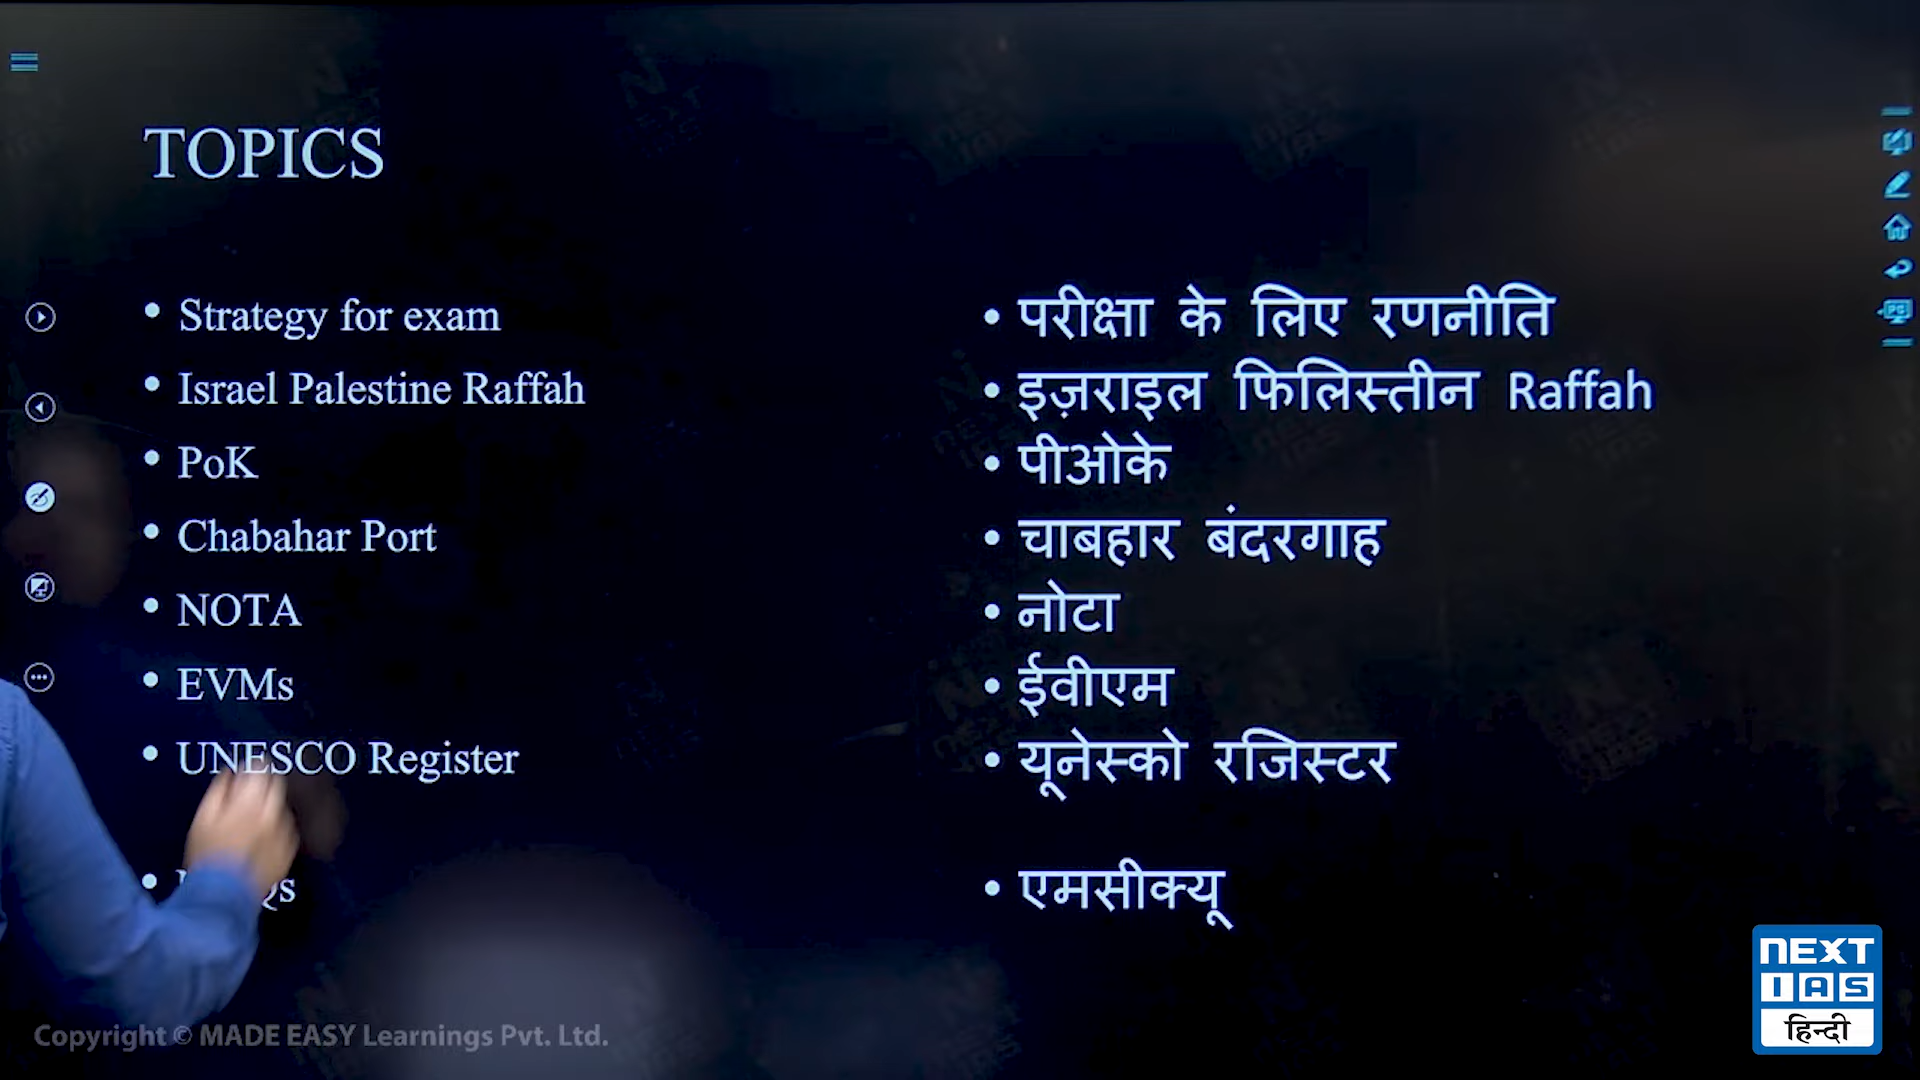 TOPICS
• Strategy for exam
• Israel Palestine Raffah
• PoK
• Chabahar Port
• NOTA
• EVMs
• UNESCO Register
• परीक्षा के लिए रणनीति
• इज़राइल फिलिस्तीन Raffah
• पीओके
• चाबहार बंदरगाह
• नोटा
• ईवीएम
• यूनेस्को रजिस्टर
• एमसीक्यू
Copyright © MADE EASY Learnings Pvt. Ltd.
NEXT
IAS
हिन्दी